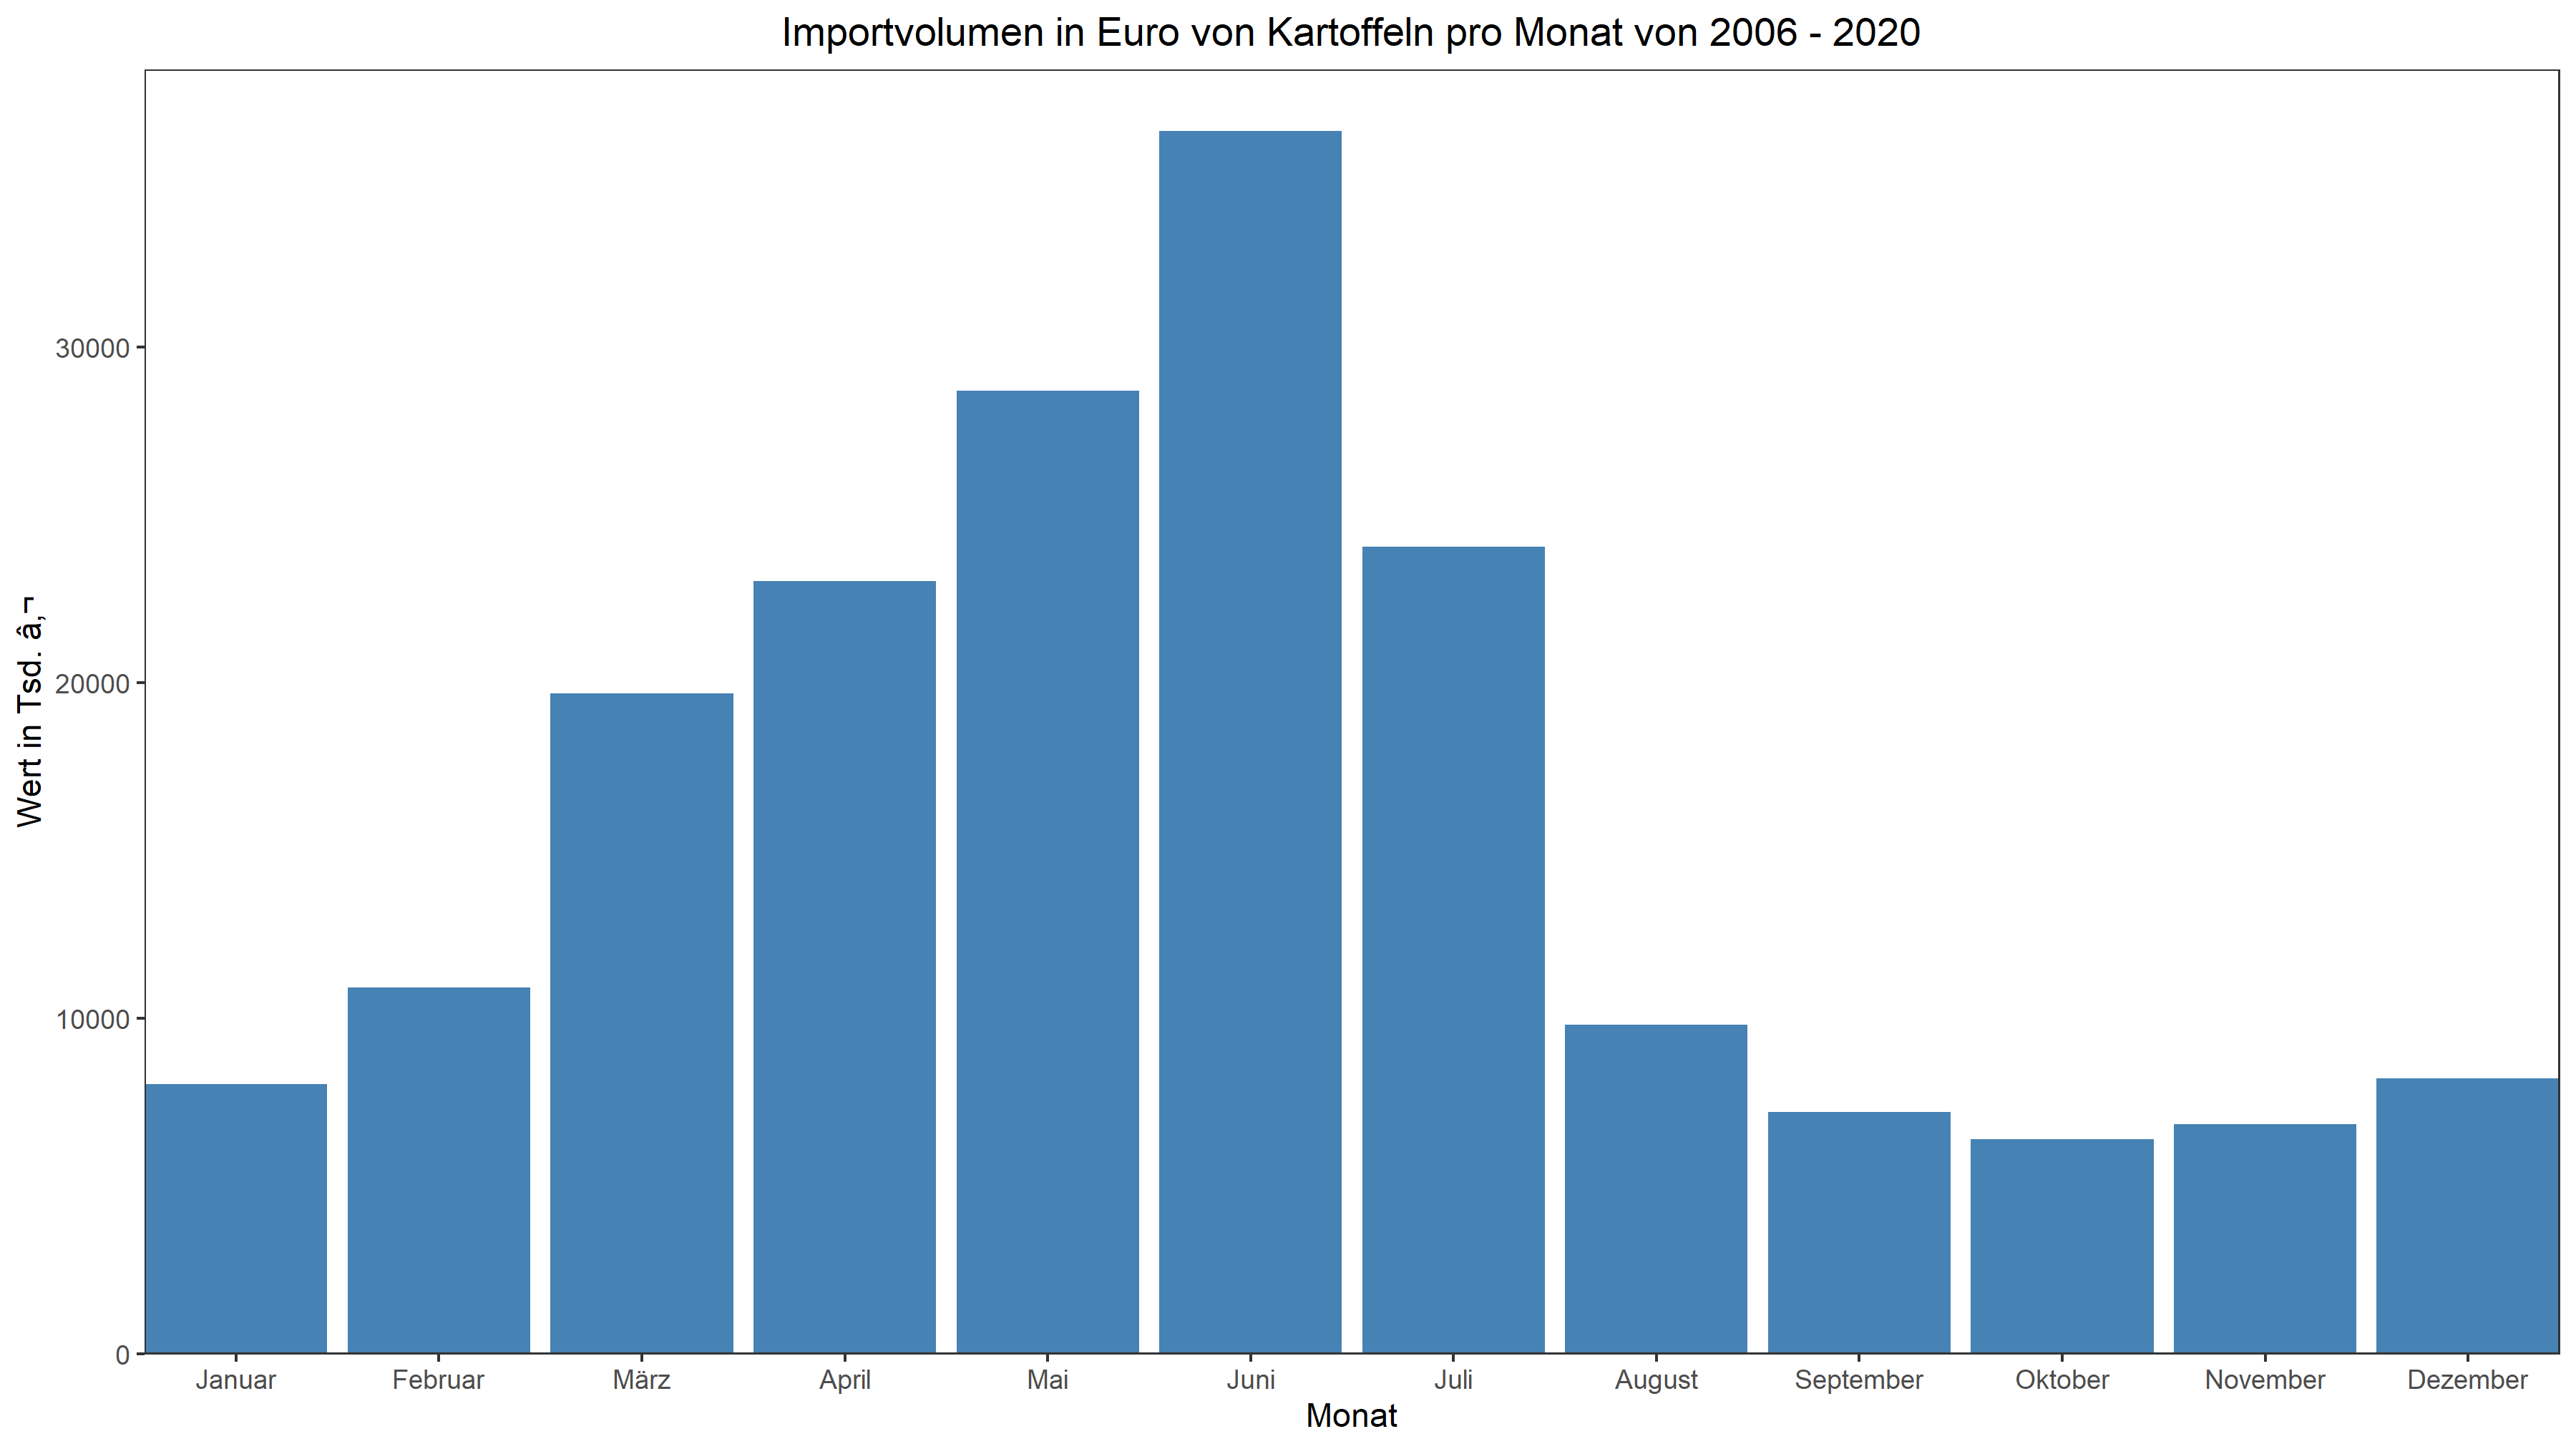 Importvolumen in Euro von Kartoffeln pro Monat von 2006 - 2020
Wert in Tsd. â‚¬
30000
20000
10000
0
Januar Februar März April Mai Juni Juli August September Oktober November Dezember
Monat